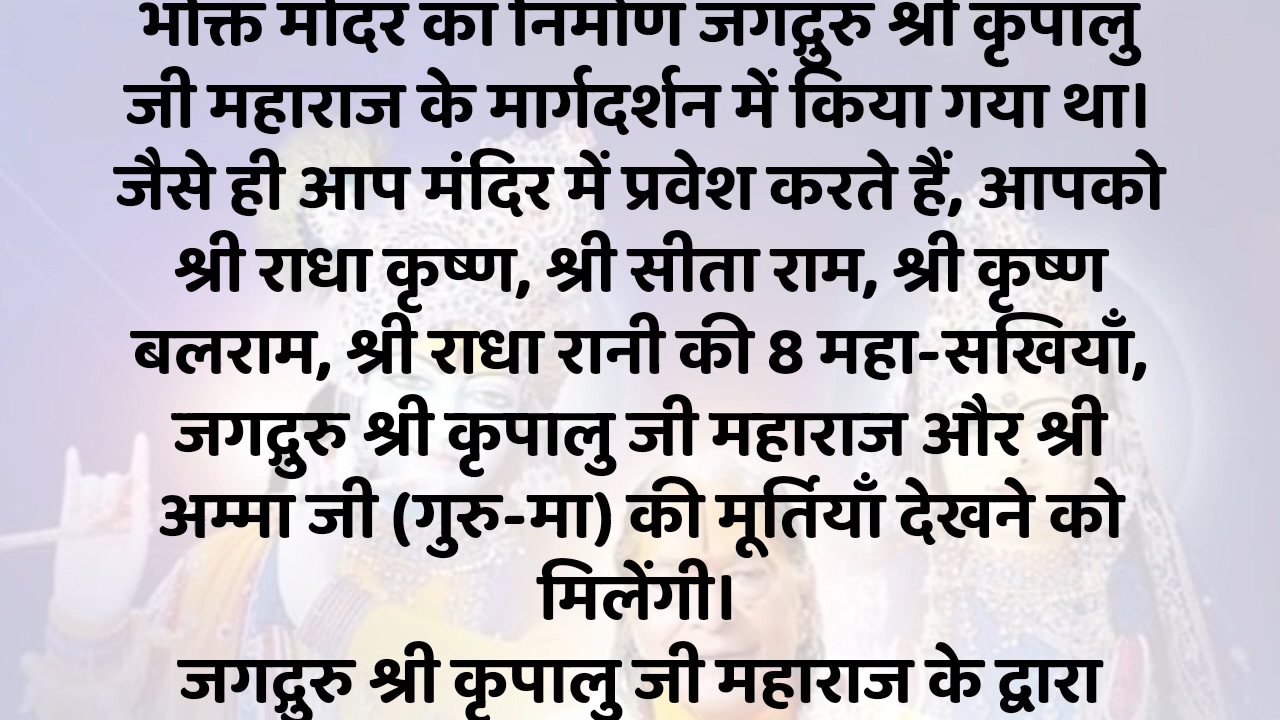 भक्ति मंदिर का निर्माण जगद्गुरु श्री कृपालु
जी महाराज के मार्गदर्शन में किया गया था।
जैसे ही आप मंदिर में प्रवेश करते हैं, आपको
श्री राधा कृष्ण, श्री सीता राम, श्री कृष्ण
बलराम, श्री राधा रानी की 8 महा-सखियाँ,
जगद्गुरु श्री कृपालु जी महाराज और श्री
अम्मा जी (गुरु-मा) की मूर्तियाँ देखने को
मिलेंगी।
जगद्गुरु श्री कृपालु जी महाराज के द्वारा